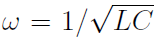 ω = 1/√LC